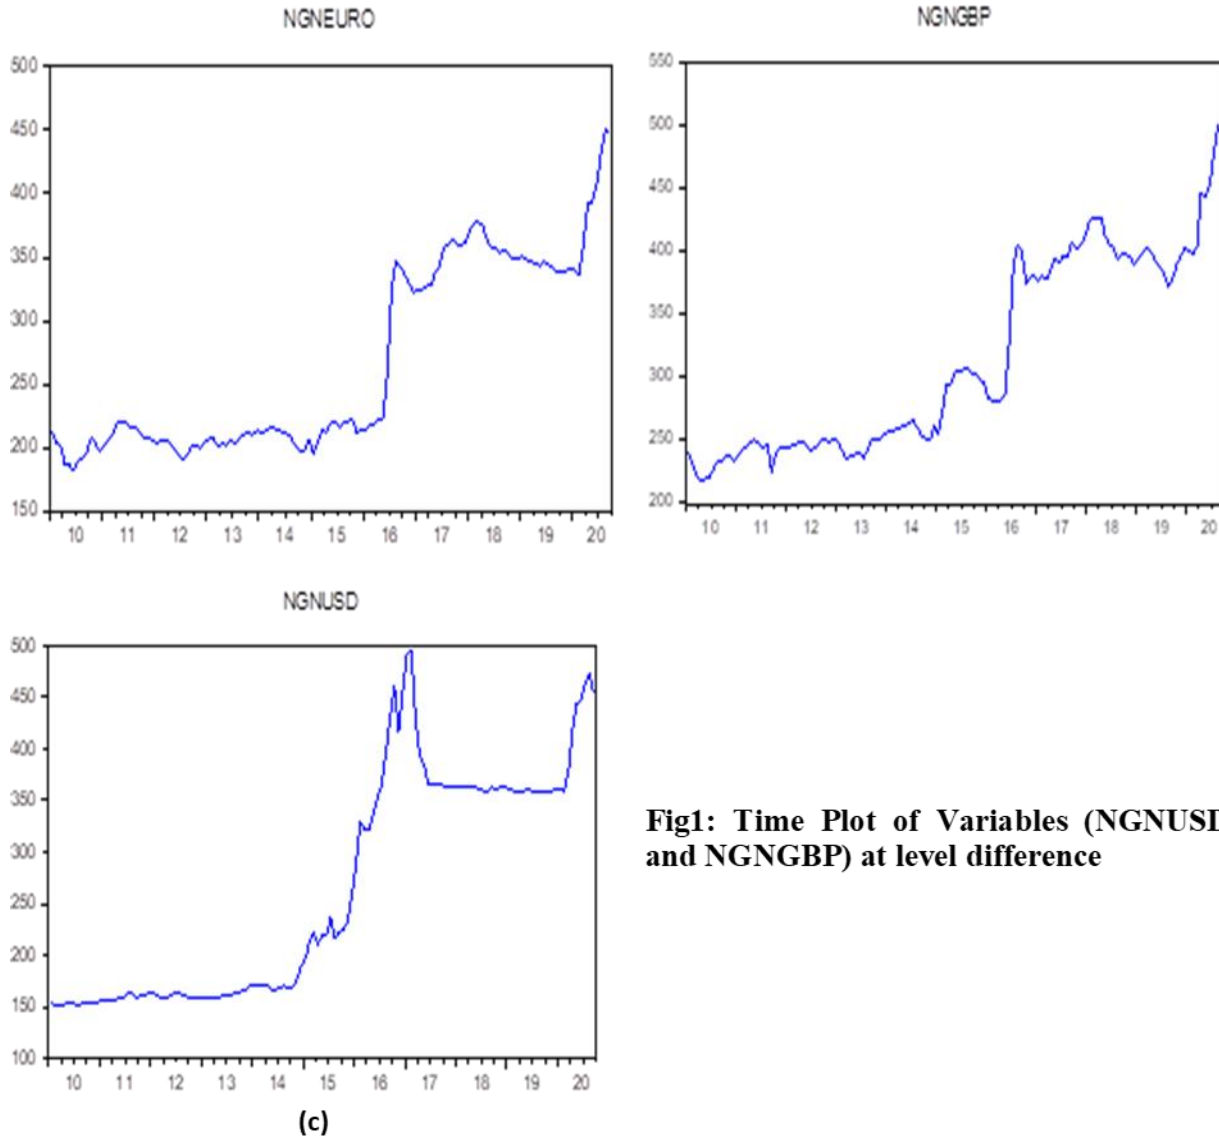 NGNEURO
500
450
400
350
300
250
200
150
10 11 12 13 14 15 16 17 18 19 20
NGNGBP
550
500
450
400
350
300
250
200
10 11 12 13 14 15 16 17 18 19 20
NGNUSD
500
450
400
350
300
250
200
150
100
10 11 12 13 14 15 16 17 18 19 20
(c)
Fig1: Time Plot of Variables (NGNUSD
and NGNGBP) at level difference